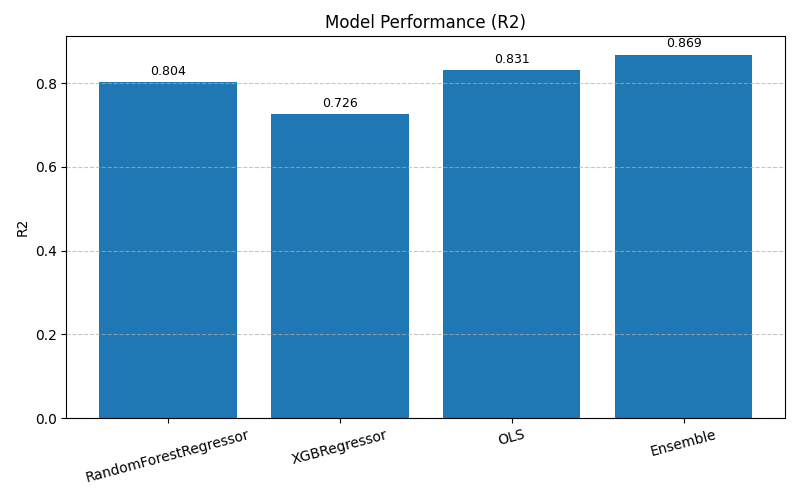 Model Performance (R2)
0.804
0.726
0.831
0.869
R2
0.8
0.6
0.4
0.2
0.0
RandomForestRegressor
XGBRegressor
OLS
Ensemble